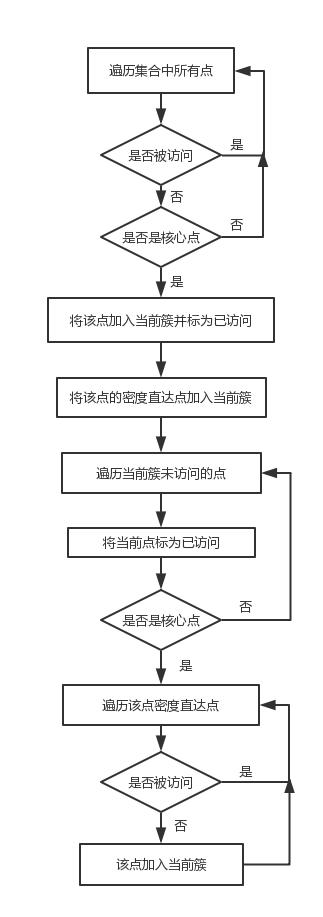 遍历集合中所有点
是否被访问
是
否
是否是核心点
否
是
将该点加入当前簇并标为已访问
将该点的密度直达点加入当前簇
遍历当前簇未访问的点
将当前点标为已访问
是否是核心点
否
是
遍历该点密度直达点
是否被访问
是
否
该点加入当前簇